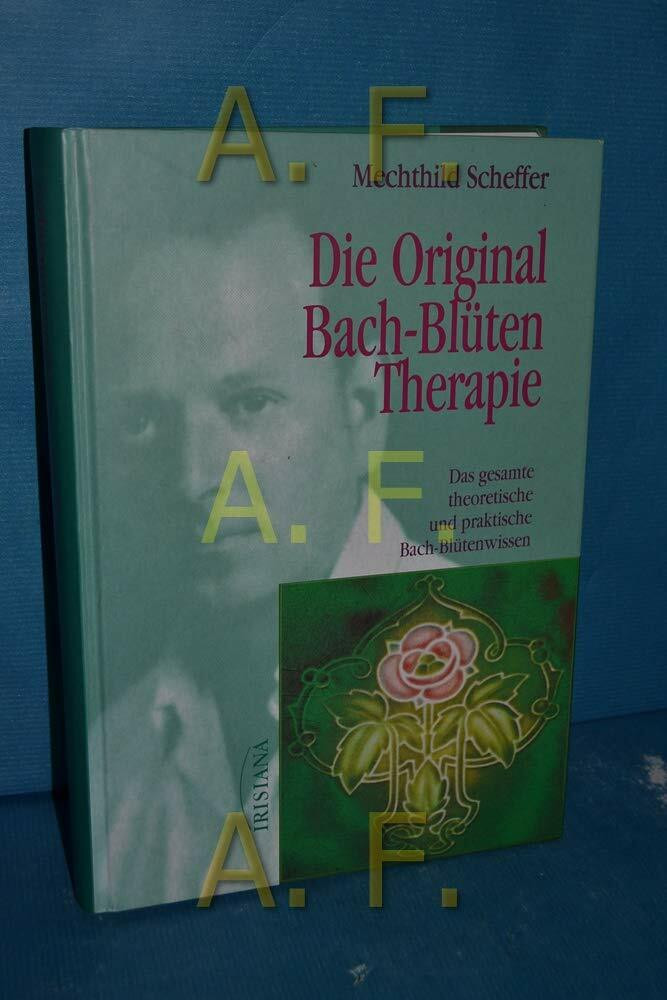 A. F.
Mechthild Scheffer
Die Original
Bach-Blüten
Therapie
A. F.
Das gesamte
theoretische
und praktische
Bach-Blütenwissen
IRISIANA
A. F.